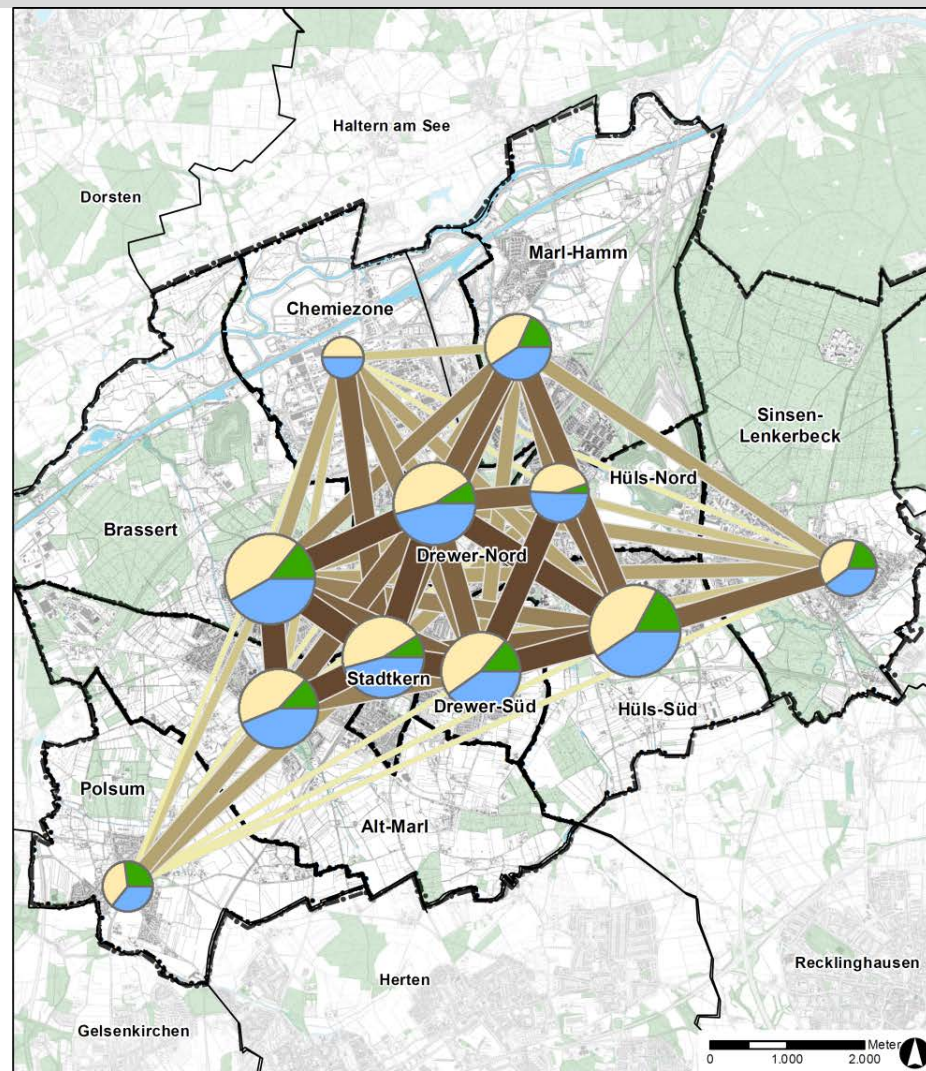 Haltern am See
Dorsten
Marl-Hamm
Chemiezone
Sinsen-
Lenkerbeck
Hüls-Nord
Brassert
Drewer-Nord
Stadtkern
Drewer-Süd
Hüls-Süd
Polsum
Alt-Marl
Herten
Recklinghausen
Gelsenkirchen
Meter
0 1.000 2.000